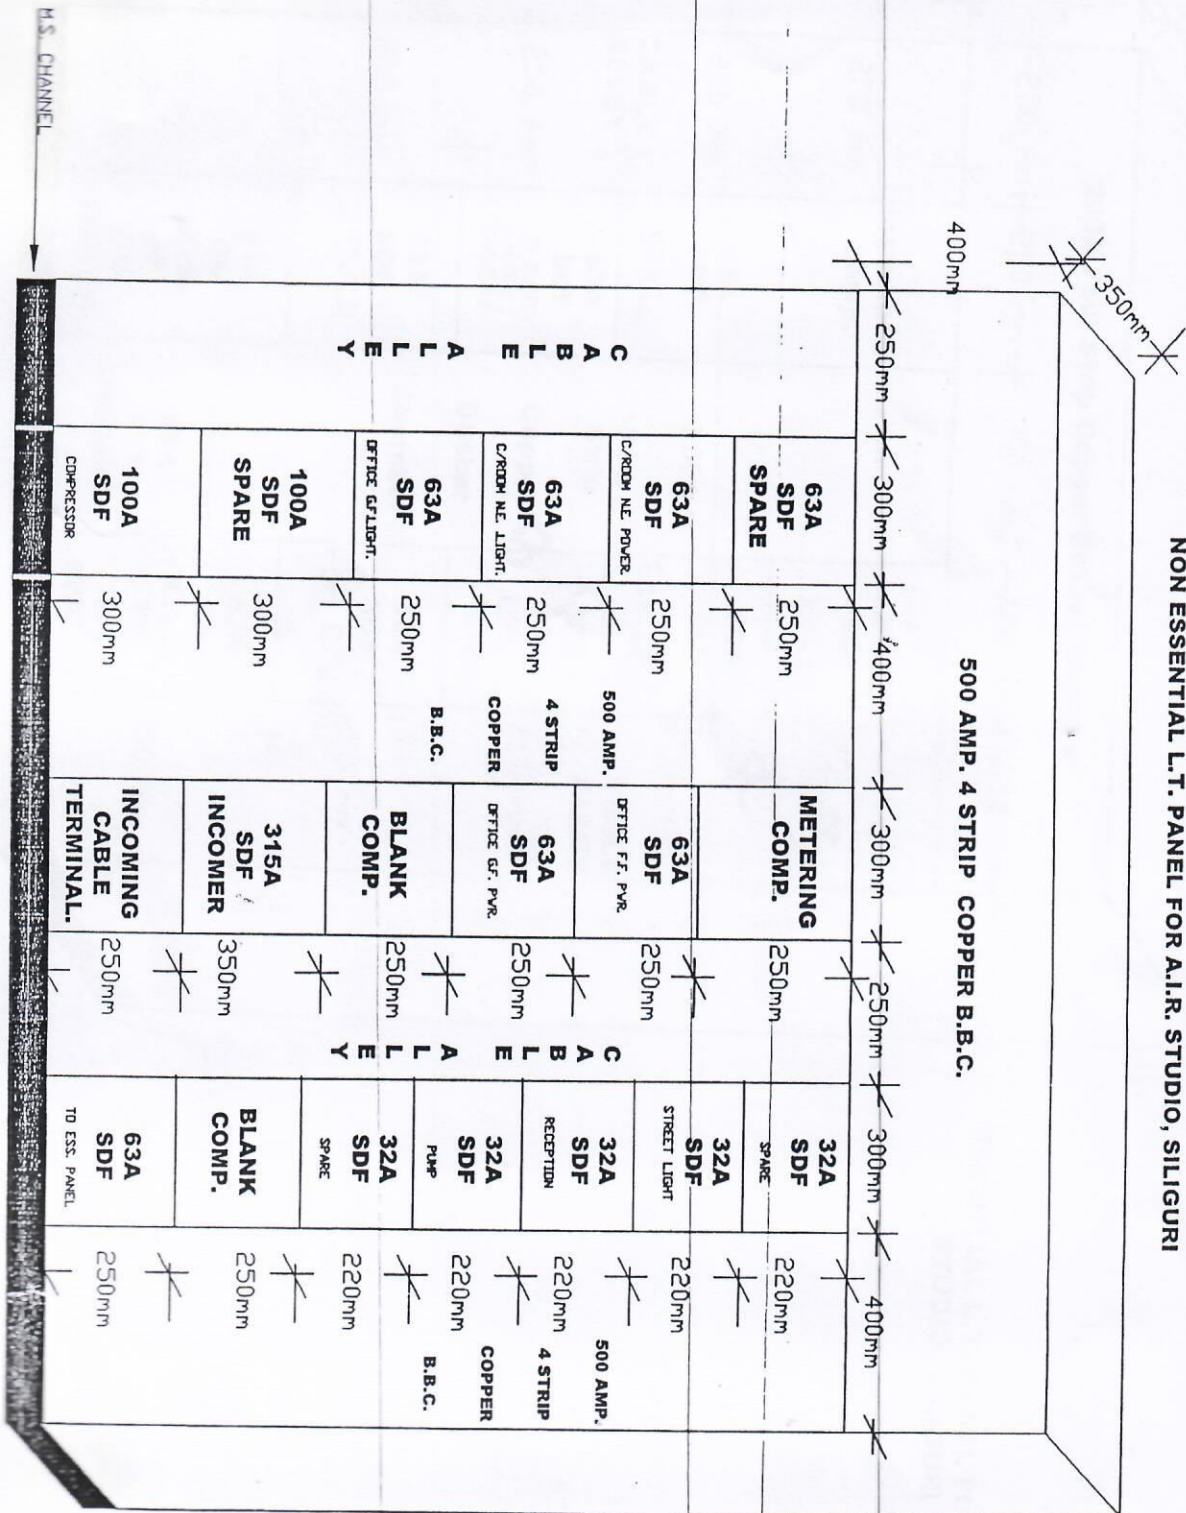 NON ESSENTIAL L.T. PANEL FOR A.I.R. STUDIO, SILIGURI
350mm
400mm
500 AMP. 4 STRIP COPPER B.B.C.
250mm
300mm
400mm
300mm
250mm
300mm
400mm
CABLE ALLEY
63A
SDF
SPARE
63A
SDF
C/ROOM N.E. POWER.
63A
SDF
C/ROOM N.E. LIGHT.
63A
SDF
OFFICE G.F.LIGHT.
100A
SDF
SPARE
100A
SDF
COMPRESSOR
250mm
250mm
250mm
250mm
300mm
300mm
500 AMP.
4 STRIP
COPPER
B.B.C.
METERING
COMP.
63A
SDF
OFFICE F.F. PWR.
63A
SDF
OFFICE G.F. PWR.
BLANK
COMP.
315A
SDF
INCOMER
INCOMING
CABLE
TERMINAL.
250mm
250mm
250mm
250mm
350mm
250mm
CABLE ALLEY
32A
SDF
SPARE
32A
SDF
STREET LIGHT
32A
SDF
RECEPTION
32A
SDF
PUMP
32A
SDF
SPARE
BLANK
COMP.
63A
SDF
TO ESS. PANEL
220mm
220mm
220mm
220mm
220mm
250mm
250mm
500 AMP.
4 STRIP
COPPER
B.B.C.
M.S. CHANNEL